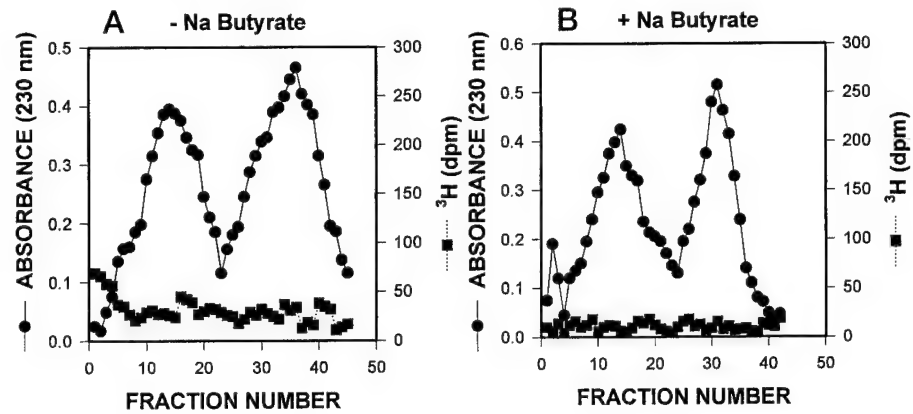 A - Na Butyrate
ABSORBANCE (230 nm)
0.5
0.4
0.3
0.2
0.1
0.0
300
250
200
150
100
50
0
³H (dpm)
0 10 20 30 40 50
FRACTION NUMBER
B + Na Butyrate
ABSORBANCE (230 nm)
0.6
0.5
0.4
0.3
0.2
0.1
0.0
300
250
200
150
100
50
0
³H (dpm)
0 10 20 30 40 50
FRACTION NUMBER